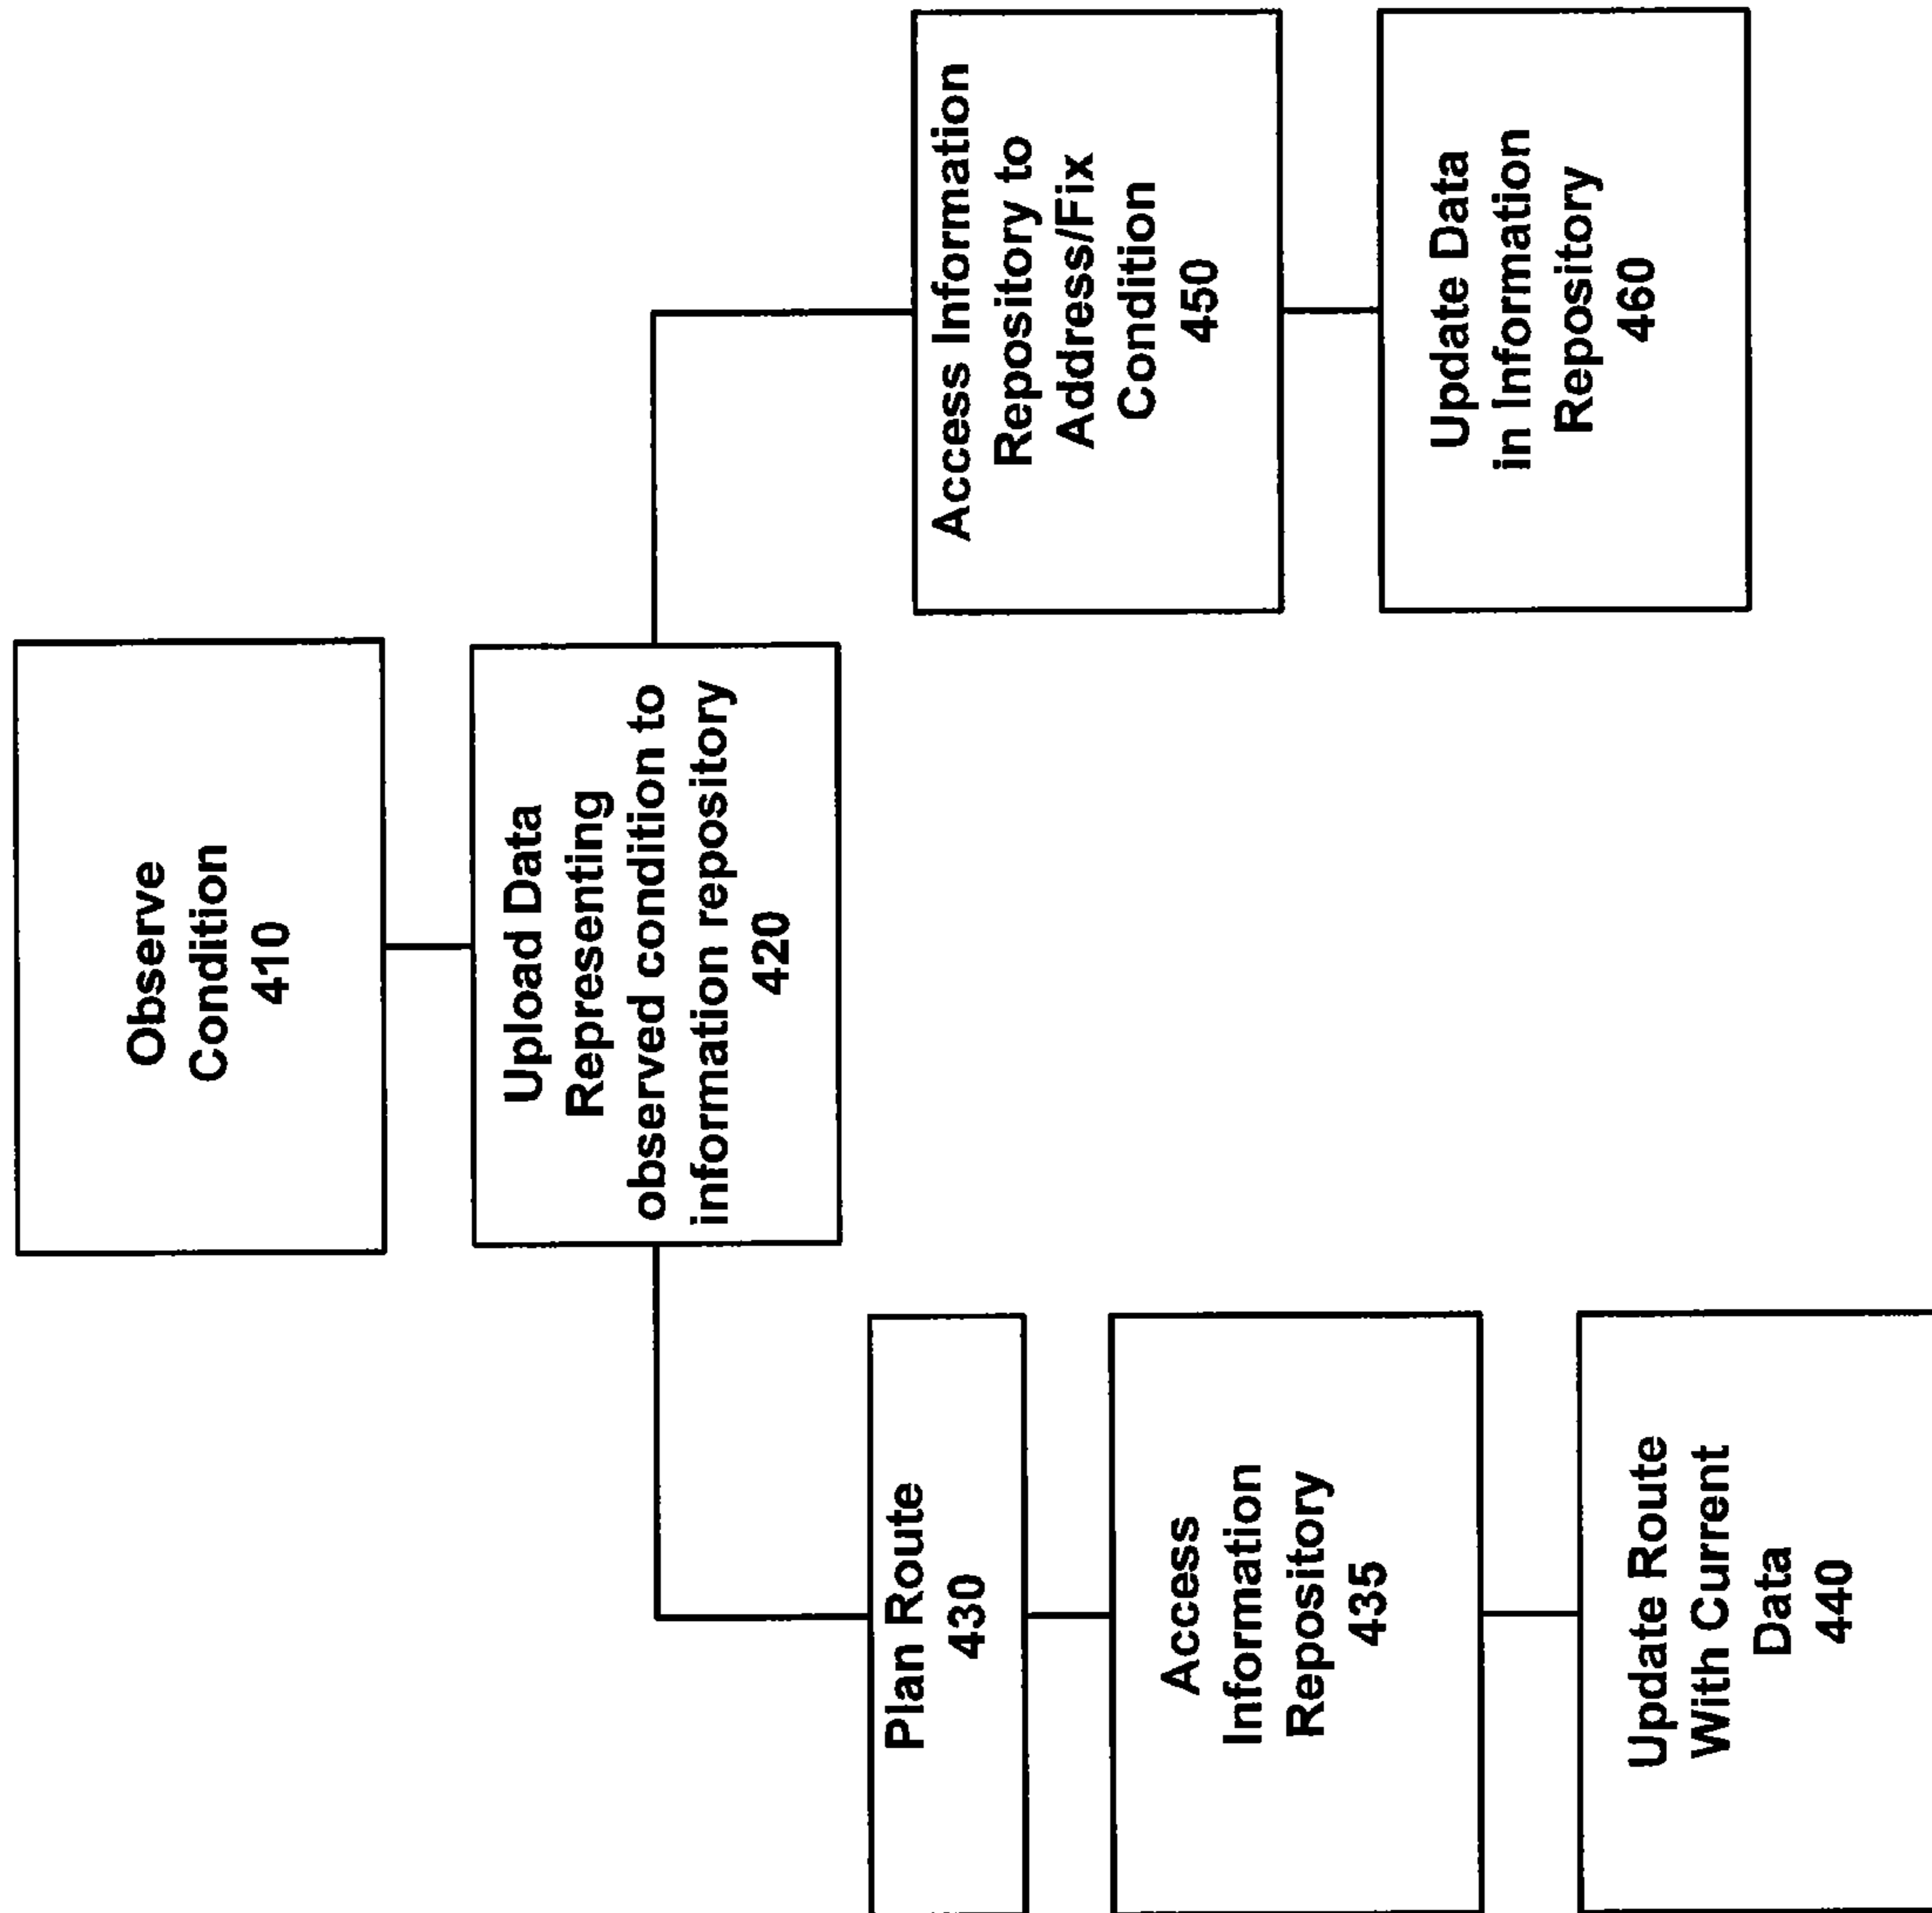 Observe
Condition
410
Upload Data
Representing
observed condition to
information repository
420
Plan Route
430
Access
Information
Repository
435
Update Route
With Current
Data
440
Access Information
Repository to
Address/Fix
Condition
450
Update Data
in Information
Repository
460